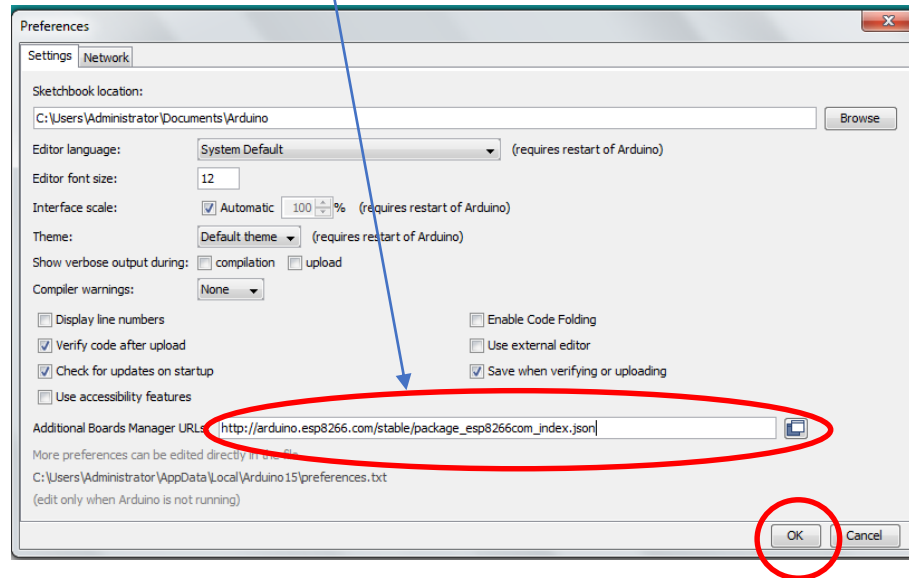 Preferences
Settings Network
Sketchbook location:
C:\Users\Administrator\Documents\Arduino Browse
Editor language: System Default (requires restart of Arduino)
Editor font size: 12
Interface scale: Automatic 100 % (requires restart of Arduino)
Theme: Default theme (requires restart of Arduino)
Show verbose output during: compilation upload
Compiler warnings: None
Display line numbers Enable Code Folding
Verify code after upload Use external editor
Check for updates on startup Save when verifying or uploading
Use accessibility features
Additional Boards Manager URLs: http://arduino.esp8266.com/stable/package_esp8266com_index.json
More preferences can be edited directly in the file
C:\Users\Administrator\AppData\Local\Arduino15\preferences.txt
(edit only when Arduino is not running)
OK Cancel